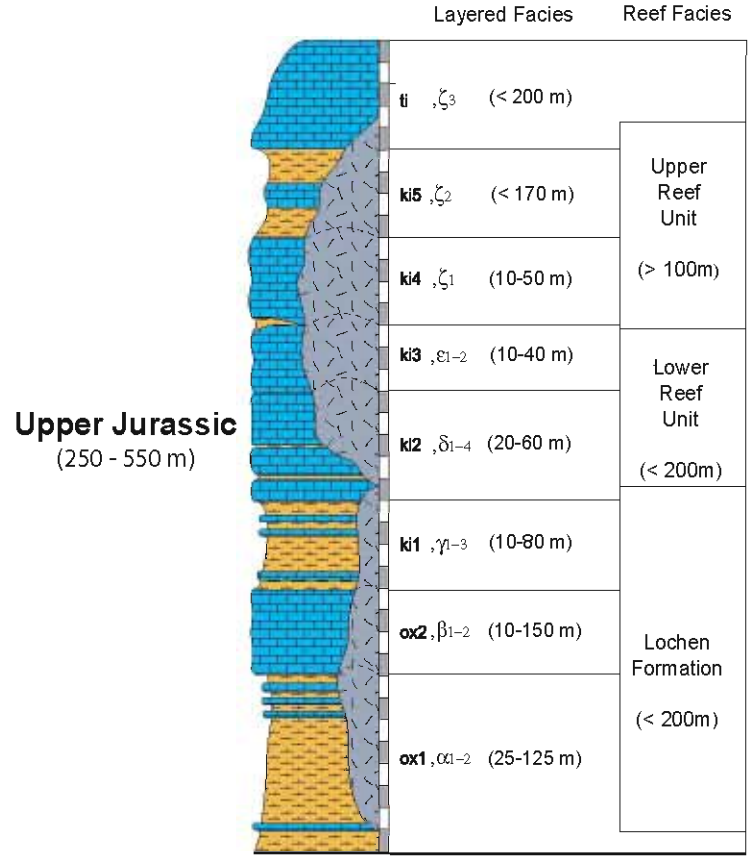 Layered Facies Reef Facies
ti ,ζ3 (< 200 m)
ki5 ,ζ2 (< 170 m)
ki4 ,ζ1 (10-50 m)
ki3 ,ε1-2 (10-40 m)
ki2 ,δ1-4 (20-60 m)
ki1 ,γ1-3 (10-80 m)
ox2 ,β1-2 (10-150 m)
ox1 ,α1-2 (25-125 m)
Upper
Reef
Unit
(> 100m)
Lower
Reef
Unit
(< 200m)
Lochen
Formation
(< 200m)
Upper Jurassic
(250 - 550 m)